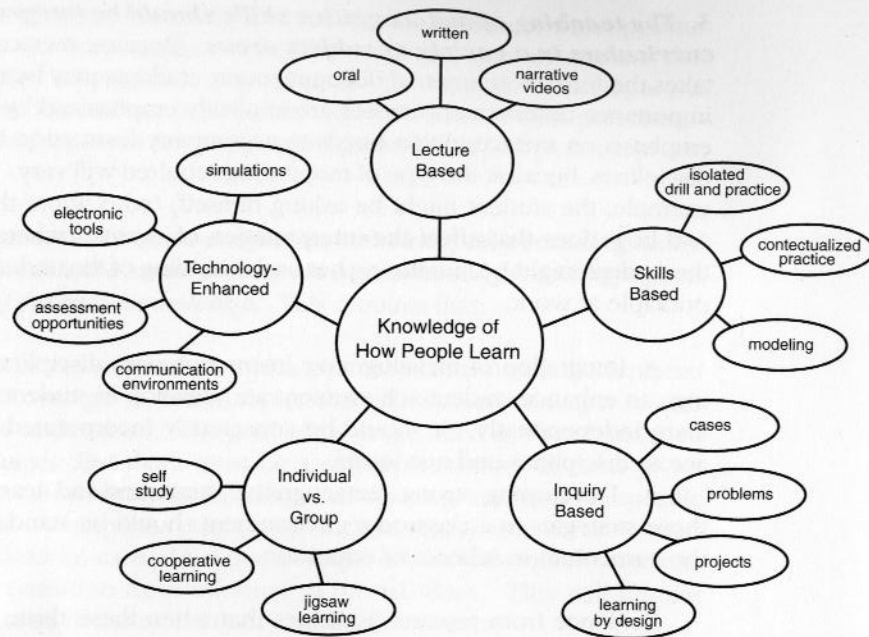 written
oral
narrative
videos
Lecture
Based
simulations
electronic
tools
Technology-
Enhanced
assessment
opportunities
communication
environments
isolated
drill and practice
contectualized
practice
Skills
Based
modeling
Knowledge of
How People Learn
cases
problems
Inquiry
Based
projects
learning
by design
Individual
vs.
Group
self
study
cooperative
learning
jigsaw
learning